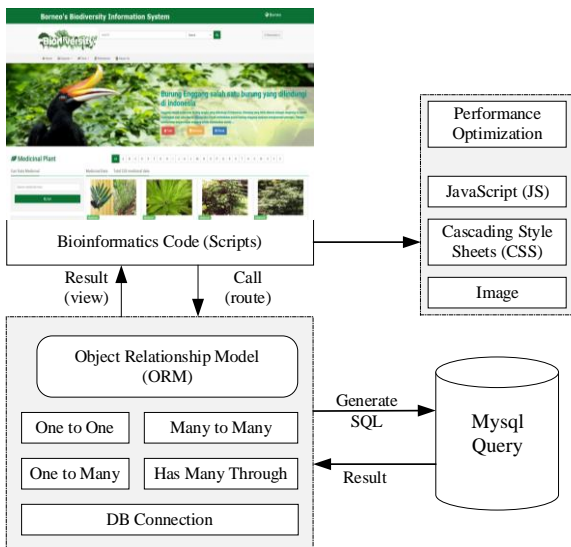 Borneo's Biodiversity Information System
Biodiversity
Burung Enggang salah satu burung yang dilindungi
di indonesia
Medicinal Plant
Bioinformatics Code (Scripts)
Result
(view)
Call
(route)
Object Relationship Model
(ORM)
One to One
Many to Many
One to Many
Has Many Through
DB Connection
Generate
SQL
Result
Mysql
Query
Performance
Optimization
JavaScript (JS)
Cascading Style
Sheets (CSS)
Image